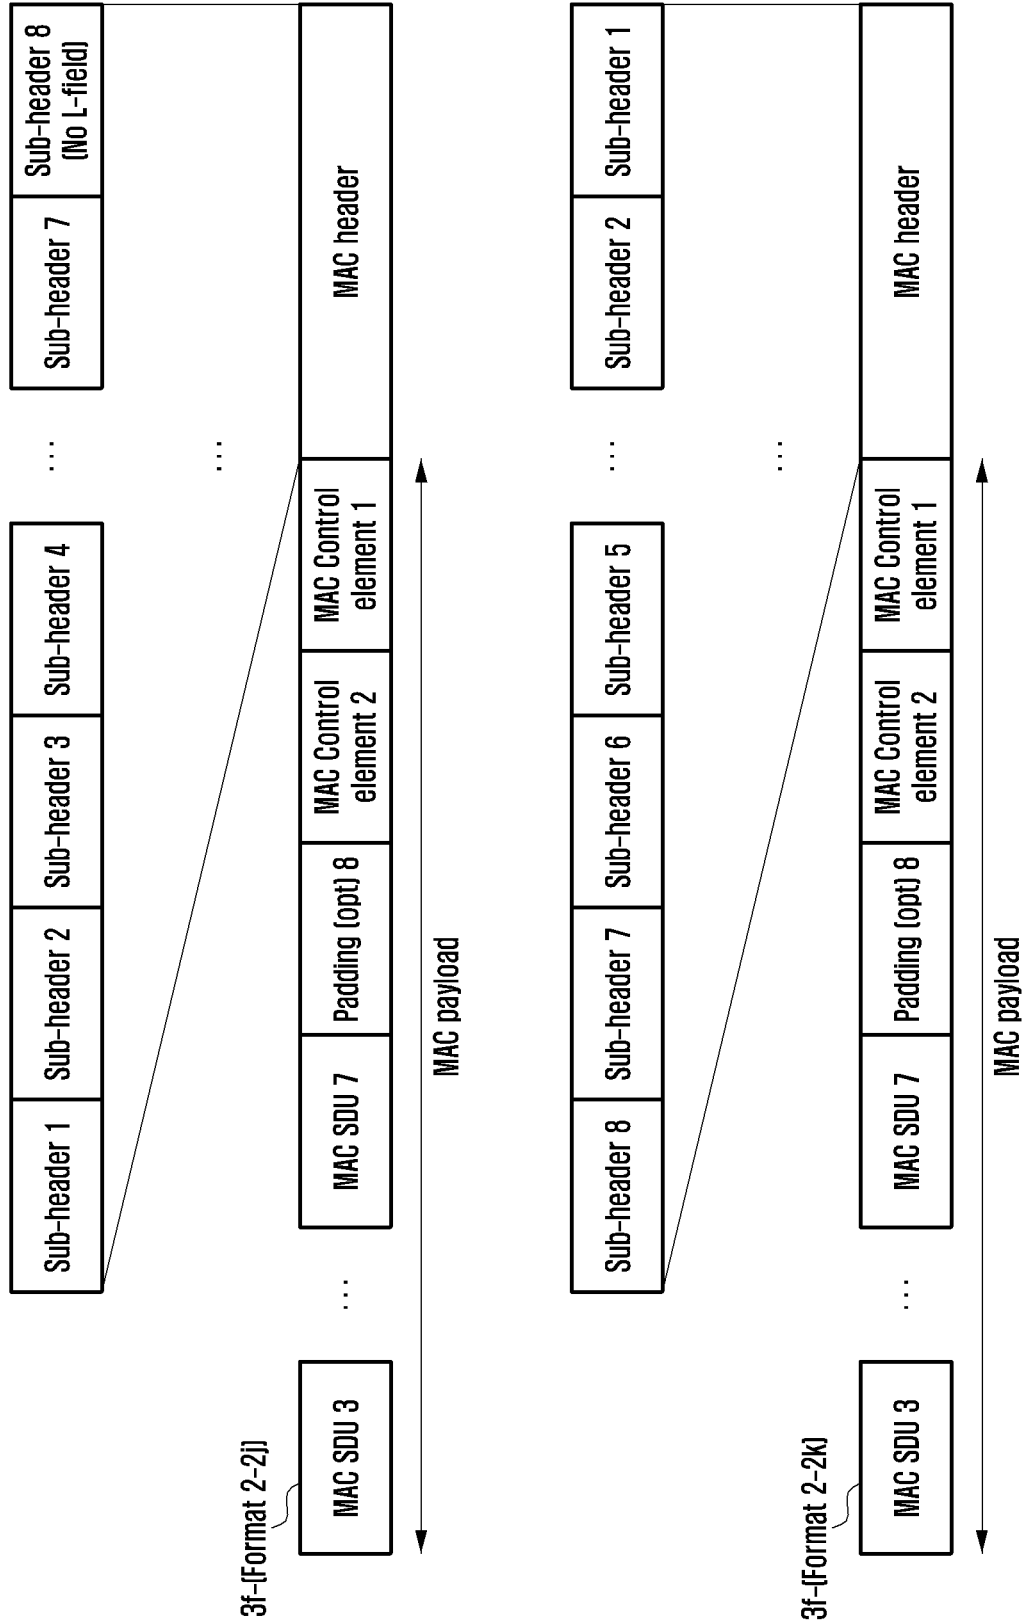 Sub-header 1
Sub-header 2
Sub-header 3
Sub-header 4
...
Sub-header 7
Sub-header 8
(No L-field)
...
3f-(Format 2-2j)
MAC SDU 3
...
MAC SDU 7
Padding (opt) 8
MAC Control
element 2
MAC Control
element 1
MAC header
MAC payload
Sub-header 8
Sub-header 7
Sub-header 6
Sub-header 5
...
Sub-header 2
Sub-header 1
...
3f-(Format 2-2k)
MAC SDU 3
...
MAC SDU 7
Padding (opt) 8
MAC Control
element 2
MAC Control
element 1
MAC header
MAC payload